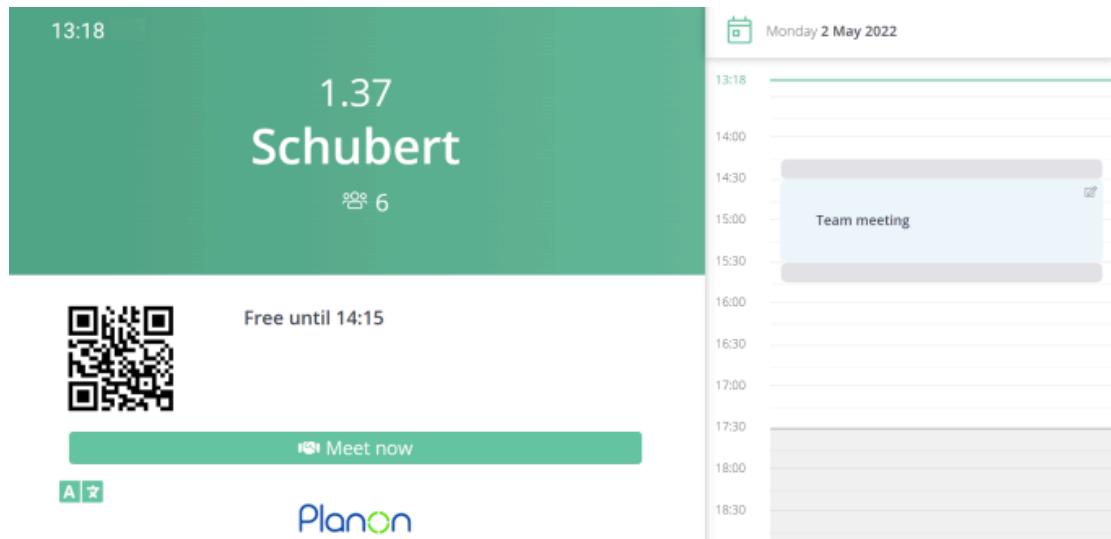 13:18
1.37
Schubert
6
Free until 14:15
Meet now
A 文
Planon
Monday 2 May 2022
13:18
14:00
14:30
15:00
Team meeting
15:30
16:00
16:30
17:00
17:30
18:00
18:30